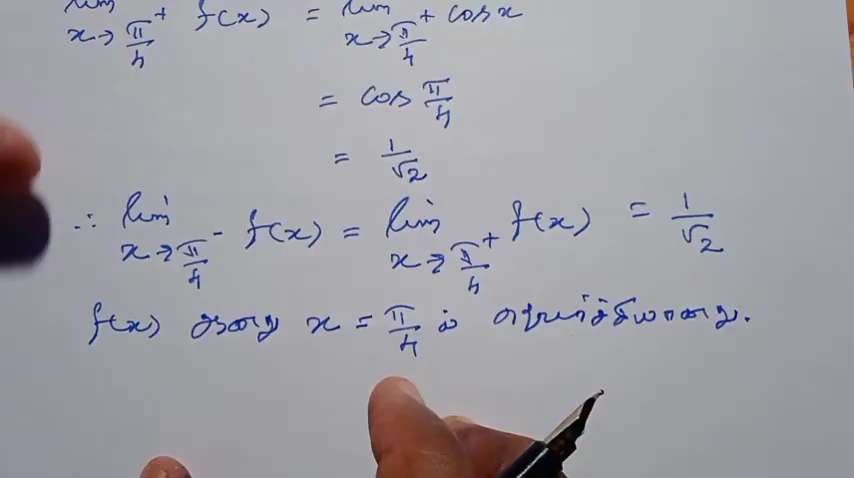 lim x→π/4⁺ f(x) = lim x→π/4⁺ cos x
= cos π/4
= 1/√2
∴ lim x→π/4⁻ f(x) = lim x→π/4⁺ f(x) = 1/√2
f(x) ஆனது x = π/4 ல் தொடர்ச்சியானது.